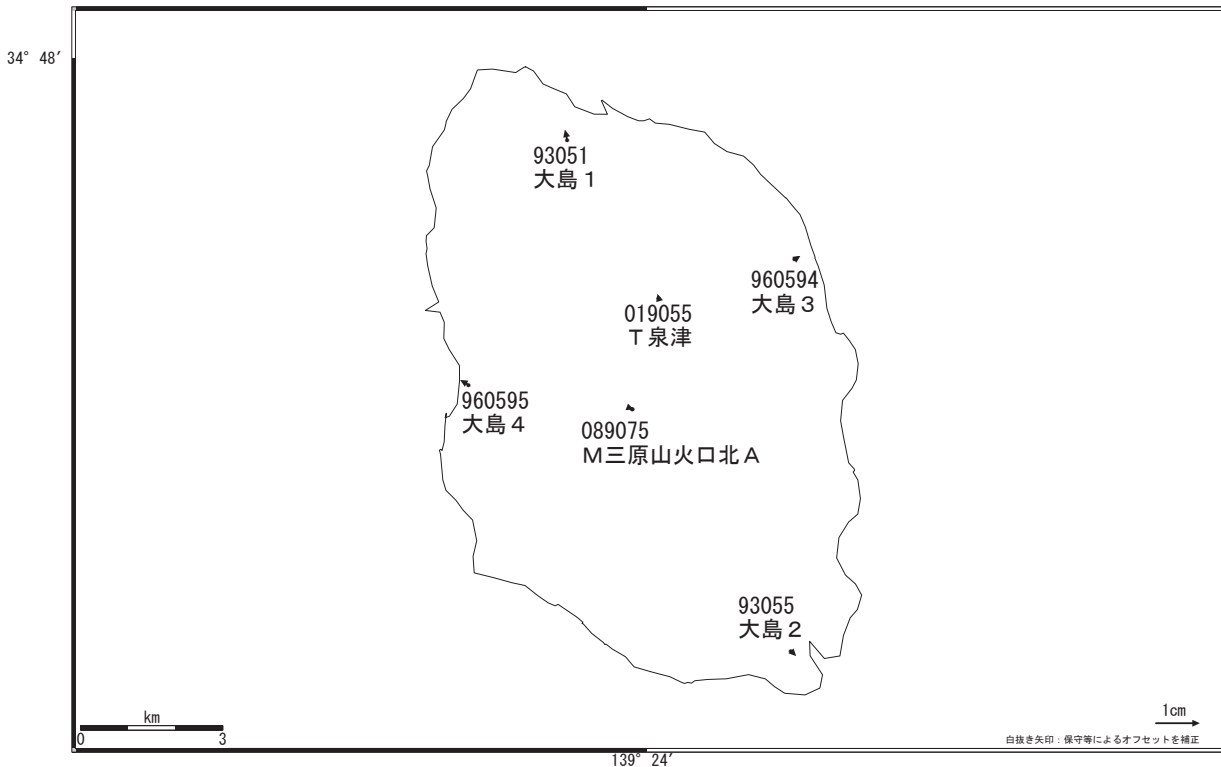 34° 48′
93051
大島１
960594
大島３
019055
Ｔ泉津
960595
大島４
089075
Ｍ三原山火口北Ａ
93055
大島２
km
0 3
1cm
白抜き矢印：保守等によるオフセットを補正
139° 24′